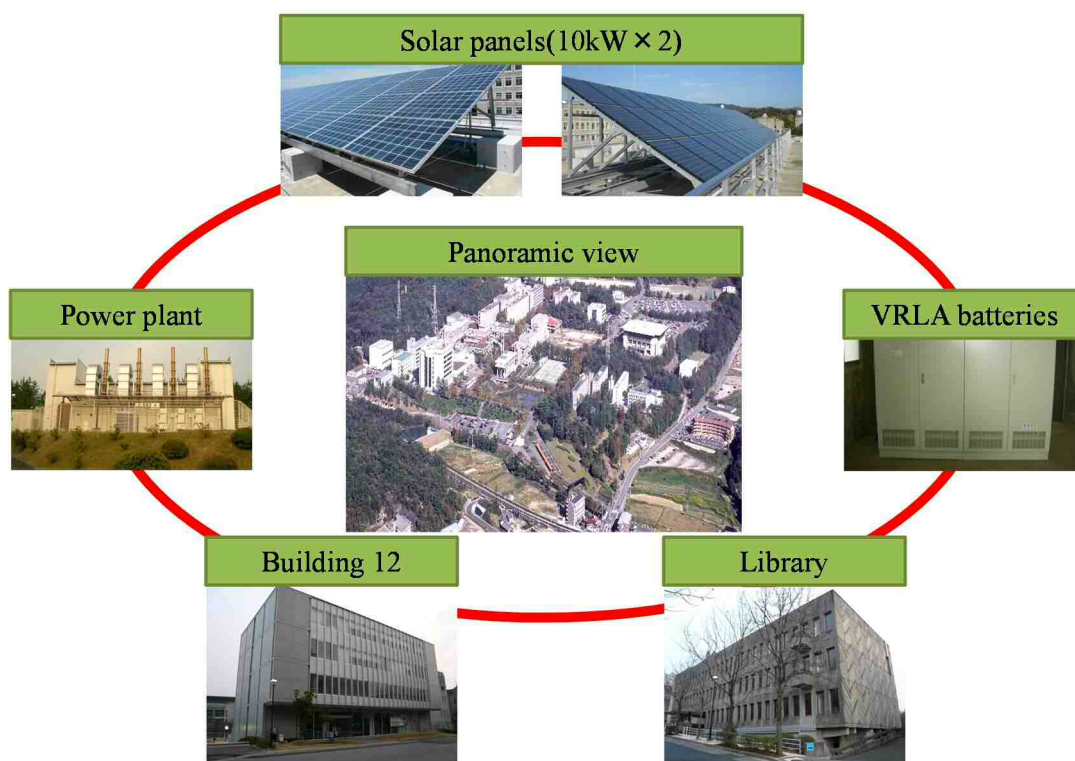 Solar panels(10kW×2)
Panoramic view
Power plant
VRLA batteries
Building 12
Library